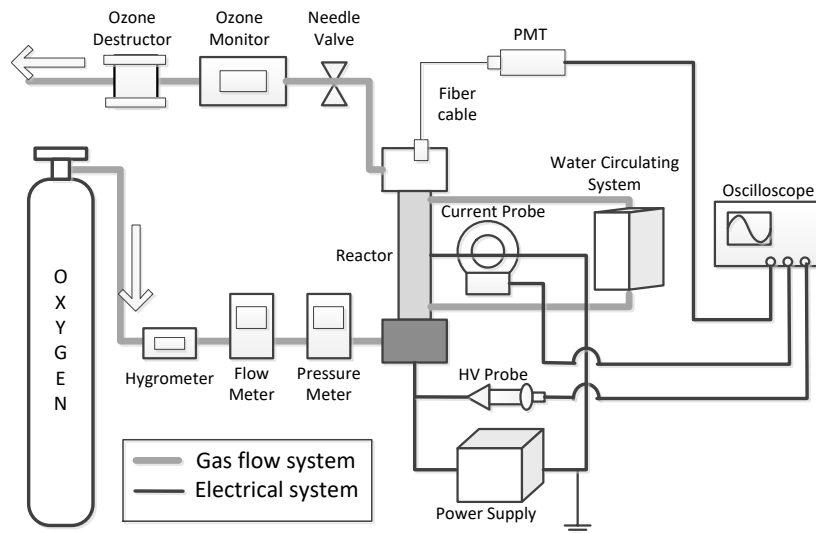 Ozone
Destructor
Ozone
Monitor
Needle
Valve
PMT
Fiber
cable
Water Circulating
System
Oscilloscope
Current Probe
Reactor
O
X
Y
G
E
N
Hygrometer
Flow
Meter
Pressure
Meter
HV Probe
Gas flow system
Electrical system
Power Supply